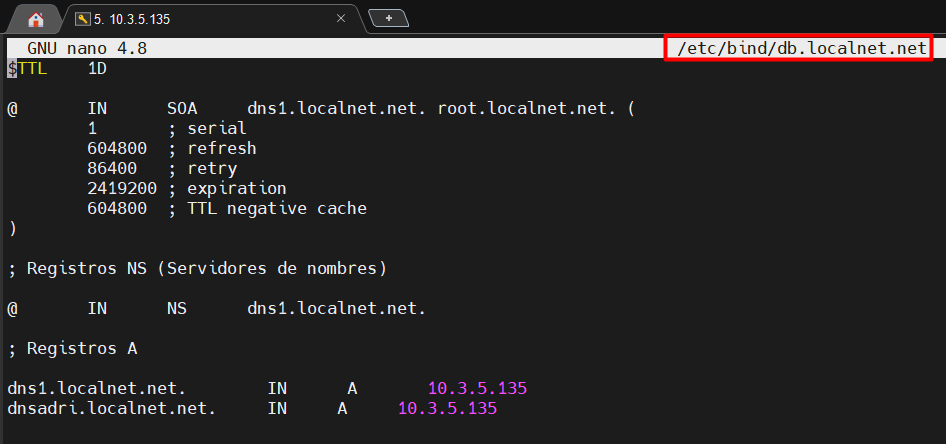 5. 10.3.5.135
GNU nano 4.8 /etc/bind/db.localnet.net
$TTL 1D
@ IN SOA dns1.localnet.net. root.localnet.net. (
1 ; serial
604800 ; refresh
86400 ; retry
2419200 ; expiration
604800 ; TTL negative cache
)
; Registros NS (Servidores de nombres)
@ IN NS dns1.localnet.net.
; Registros A
dns1.localnet.net. IN A 10.3.5.135
dnsadri.localnet.net. IN A 10.3.5.135